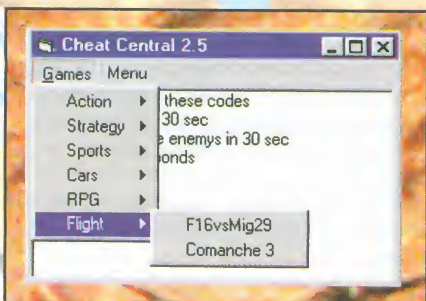 Cheat Central 2.5
Games Menu
Action
Strategy
Sports
Cars
RPG
Flight
these codes
30 sec
enemys in 30 sec
F16vsMig29
Comanche 3